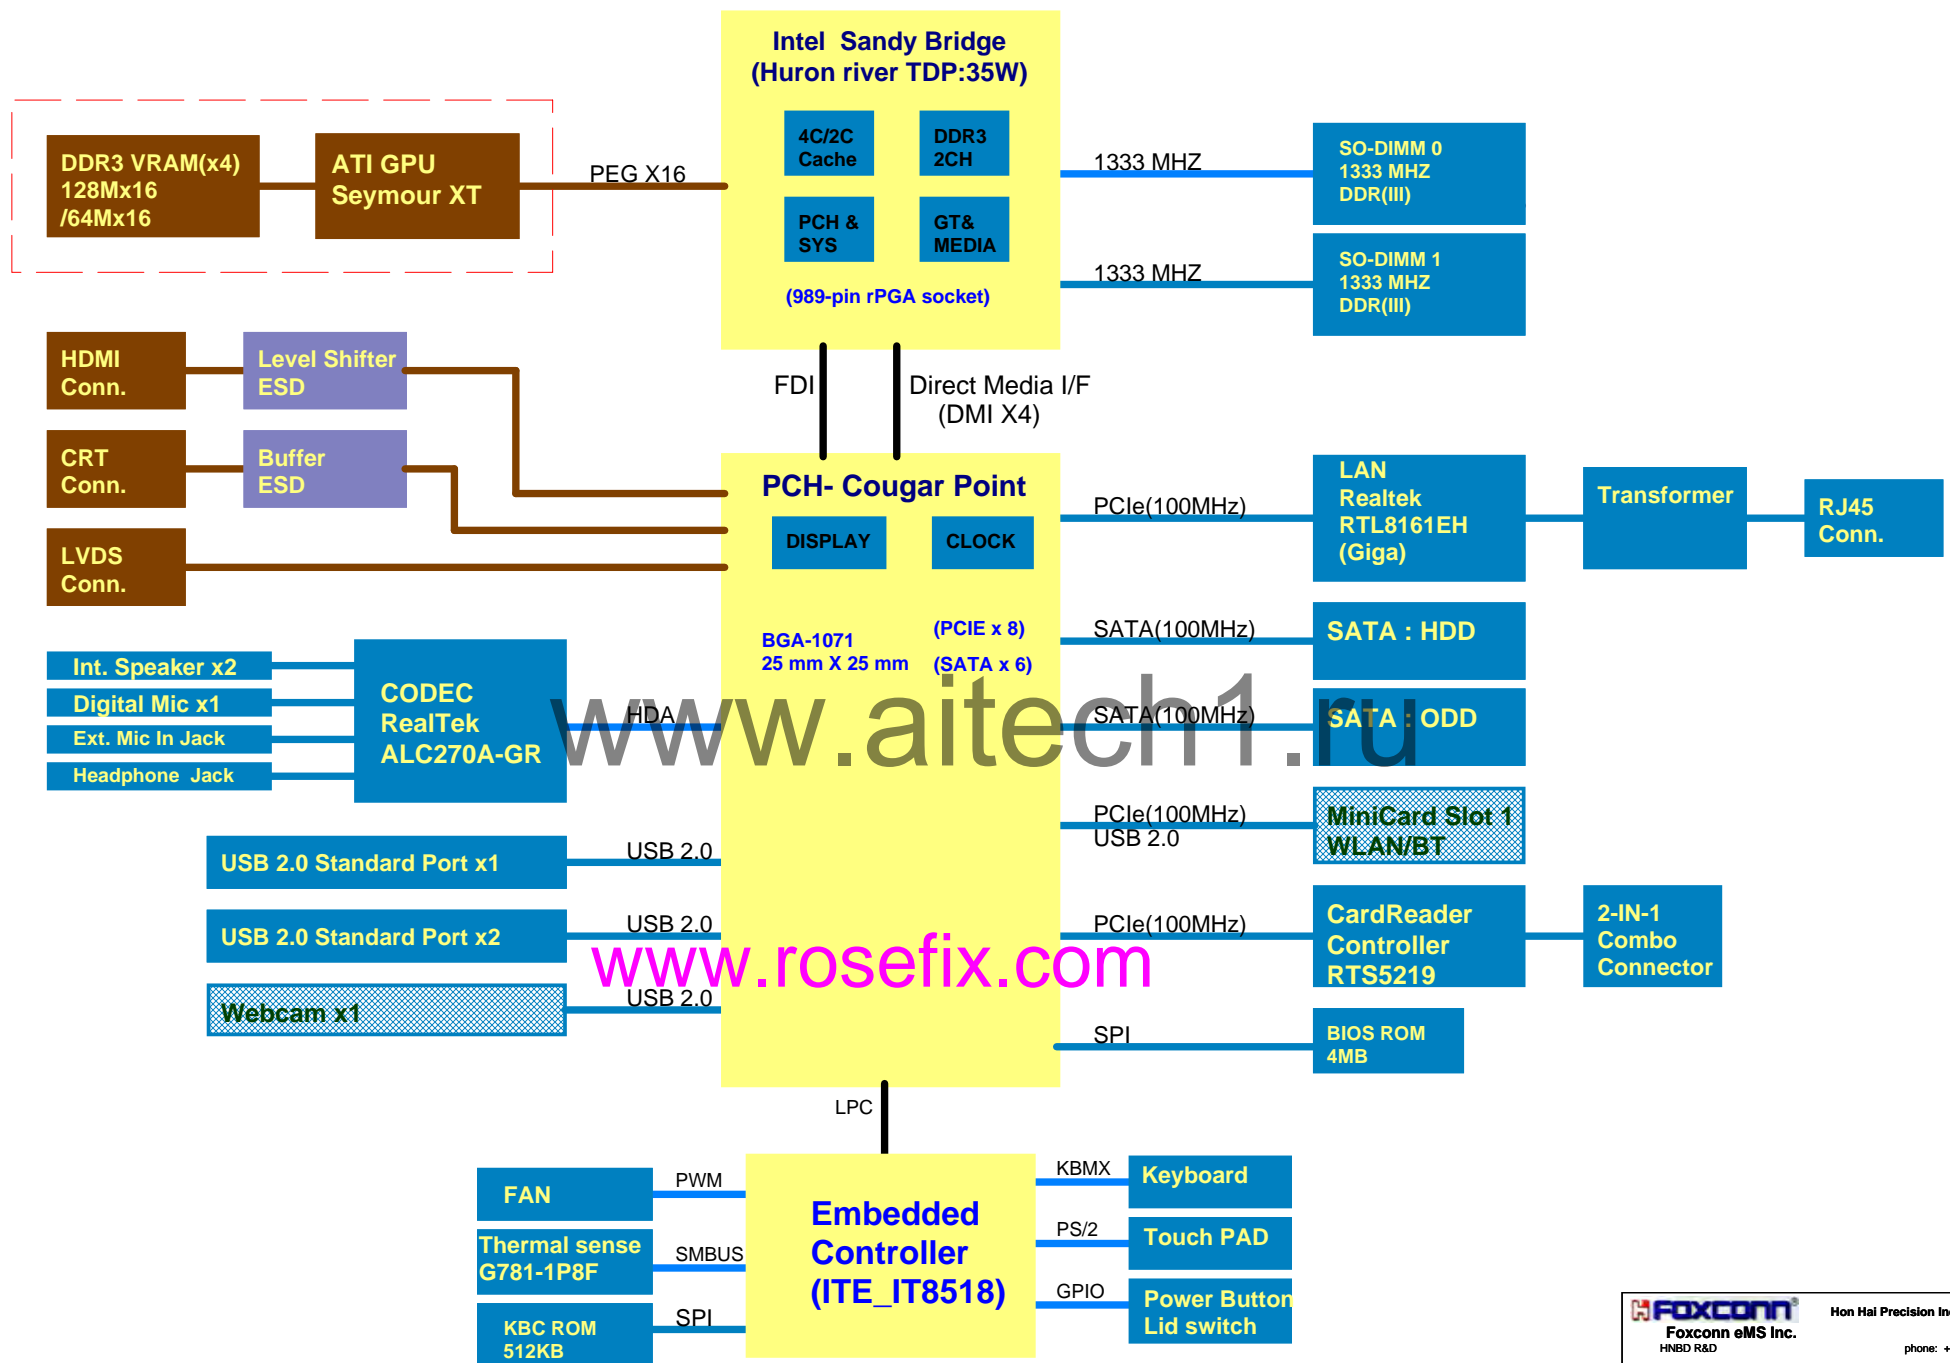 Intel  Sandy Bridge
(Huron river TDP:35W)
4C/2C
Cache
DDR3
2CH
PCH &
SYS
GT&
MEDIA
(989-pin rPGA socket)
DDR3 VRAM(x4)
128Mx16
/64Mx16
ATI GPU
Seymour XT
PEG X16
1333 MHZ
SO-DIMM 0
1333 MHZ
DDR(III)
1333 MHZ
SO-DIMM 1
1333 MHZ
DDR(III)
HDMI
Conn.
Level Shifter
ESD
FDI
Direct Media I/F
(DMI X4)
CRT
Conn.
Buffer
ESD
LVDS
Conn.
PCH- Cougar Point
DISPLAY
CLOCK
BGA-1071
25 mm X 25 mm
(PCIE x 8)
(SATA x 6)
PCIe(100MHz)
LAN
Realtek
RTL8161EH
(Giga)
Transformer
RJ45
Conn.
SATA(100MHz)
SATA : HDD
SATA(100MHz)
SATA : ODD
Int. Speaker x2
Digital Mic x1
Ext. Mic In Jack
Headphone  Jack
CODEC
RealTek
ALC270A-GR
HDA
www.aitech1.ru
PCIe(100MHz)
USB 2.0
MiniCard Slot 1
WLAN/BT
USB 2.0 Standard Port x1
USB 2.0
USB 2.0 Standard Port x2
USB 2.0
www.rosefix.com
Webcam x1
USB 2.0
PCIe(100MHz)
CardReader
Controller
RTS5219
2-IN-1
Combo
Connector
SPI
BIOS ROM
4MB
LPC
FAN
PWM
Thermal sense
G781-1P8F
SMBUS
KBC ROM
512KB
SPI
Embedded
Controller
(ITE_IT8518)
KBMX
Keyboard
PS/2
Touch PAD
GPIO
Power Button
Lid switch
FOXCONN®
Foxconn eMS Inc.
HNBD R&D
Hon Hai Precision In
phone: +